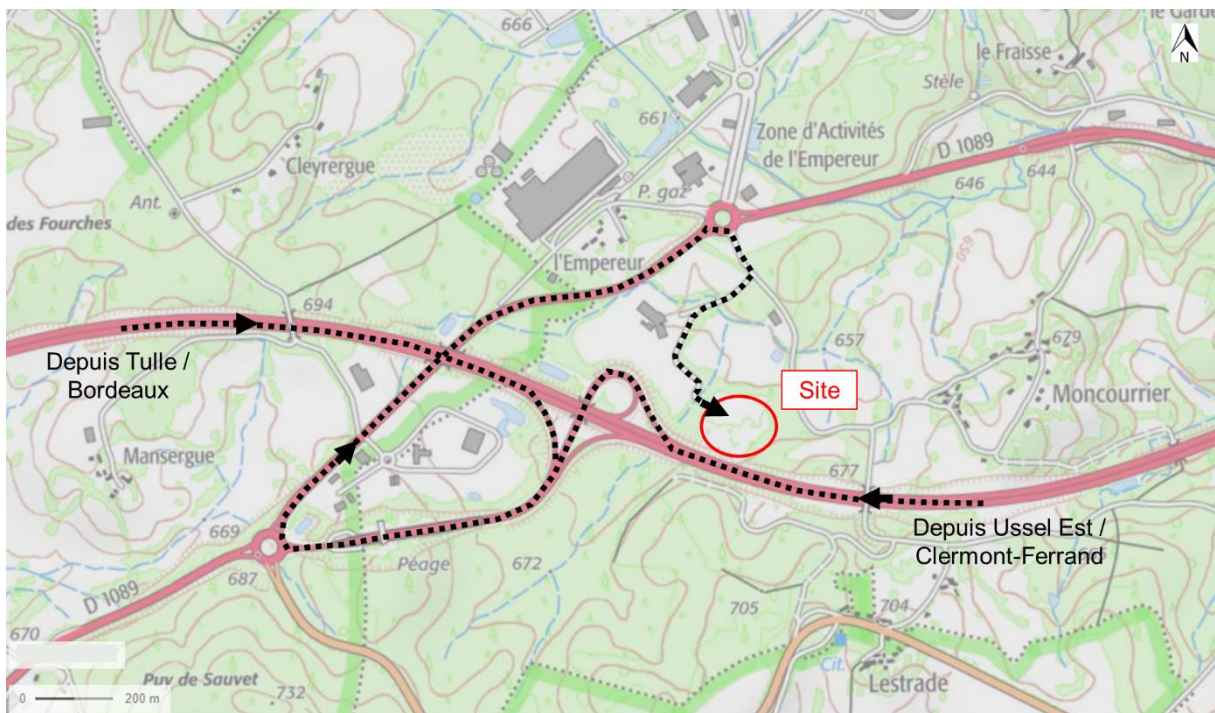 666
le Garde
N
le Fraisse
Stèle
661
Zone d'Activités
de l'Empereur
D 1089
644
646
Cleyrergue
P. gaz
Ant.
des Fourches
l'Empereur
650
694
657
679
Depuis Tulle /
Bordeaux
Site
Moncourrier
Mansergue
677
669
Depuis Ussel Est /
Clermont-Ferrand
Péage
672
687
D 1089
705
704
670
Cit.
Puy de Sauvet
732
Lestrade
0 200 m